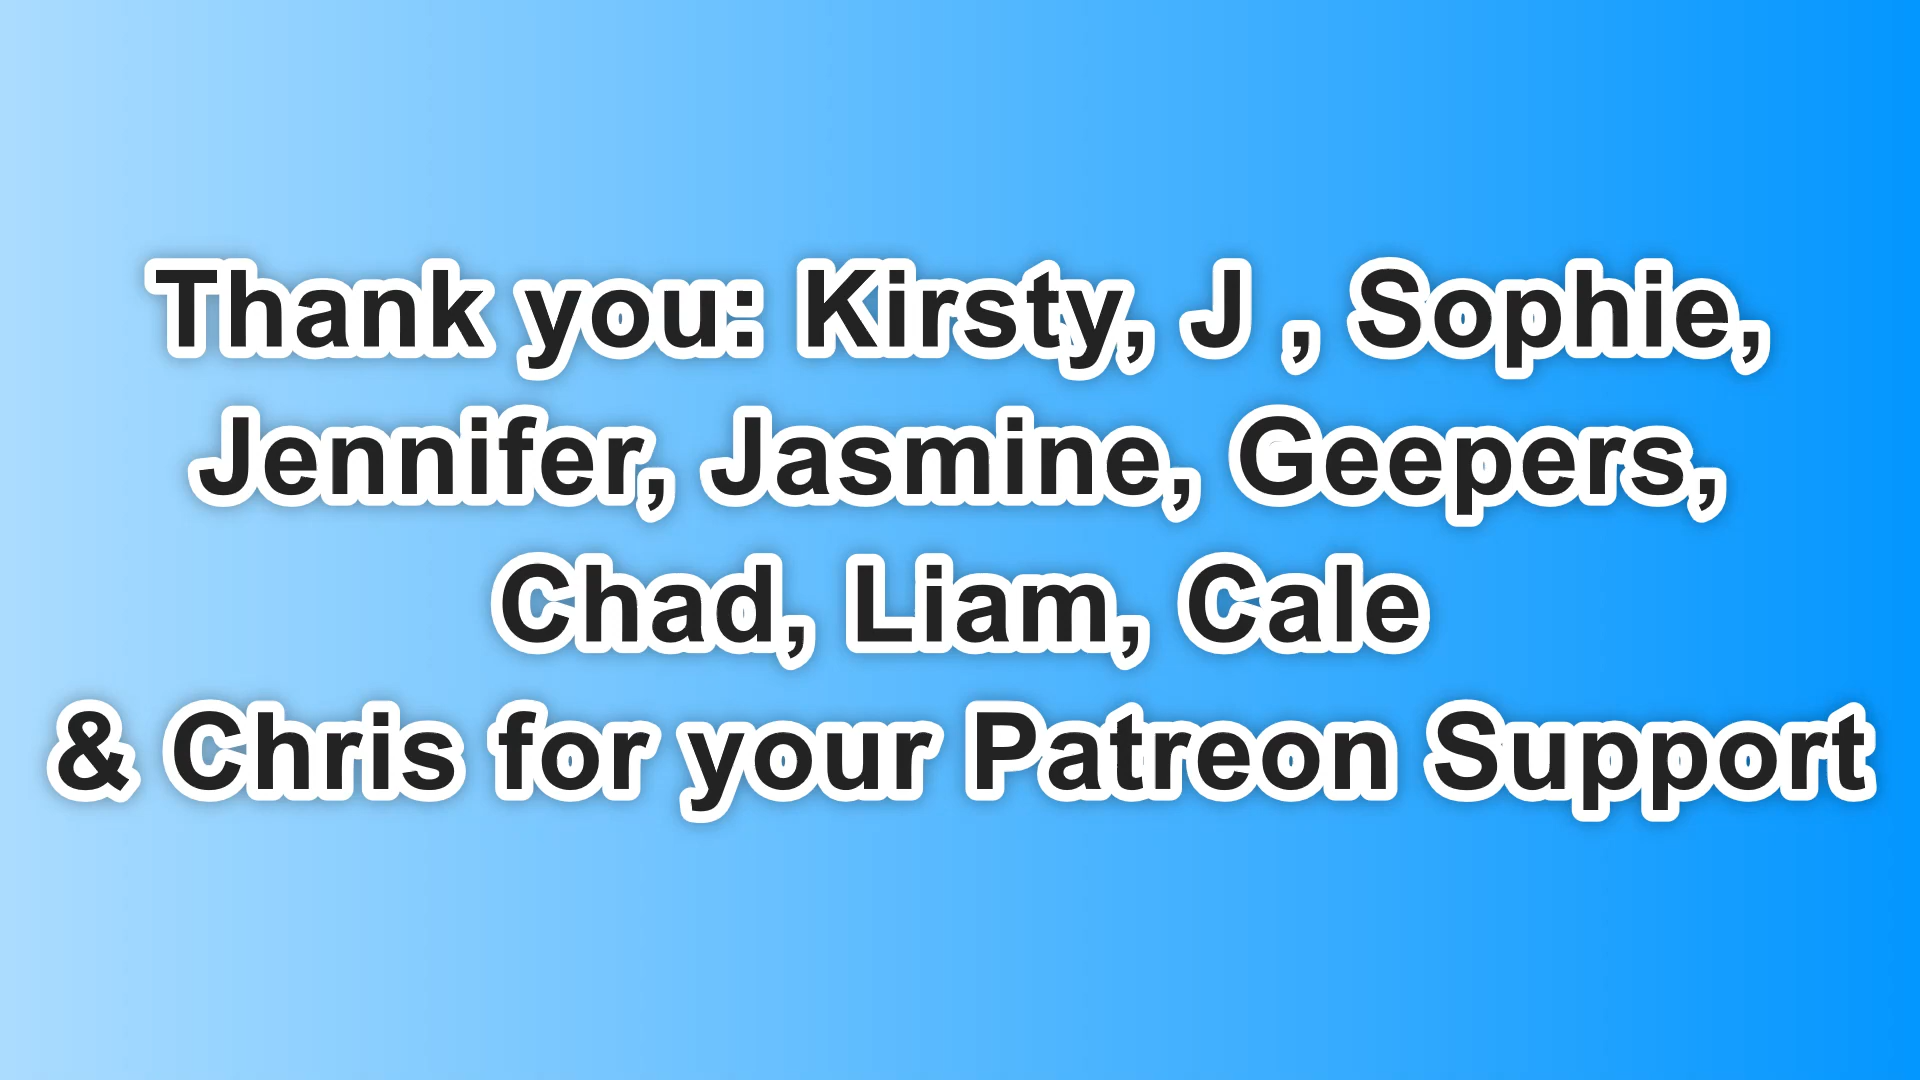 Thank you: Kirsty, J , Sophie,
Jennifer, Jasmine, Geepers,
Chad, Liam, Cale
& Chris for your Patreon Support